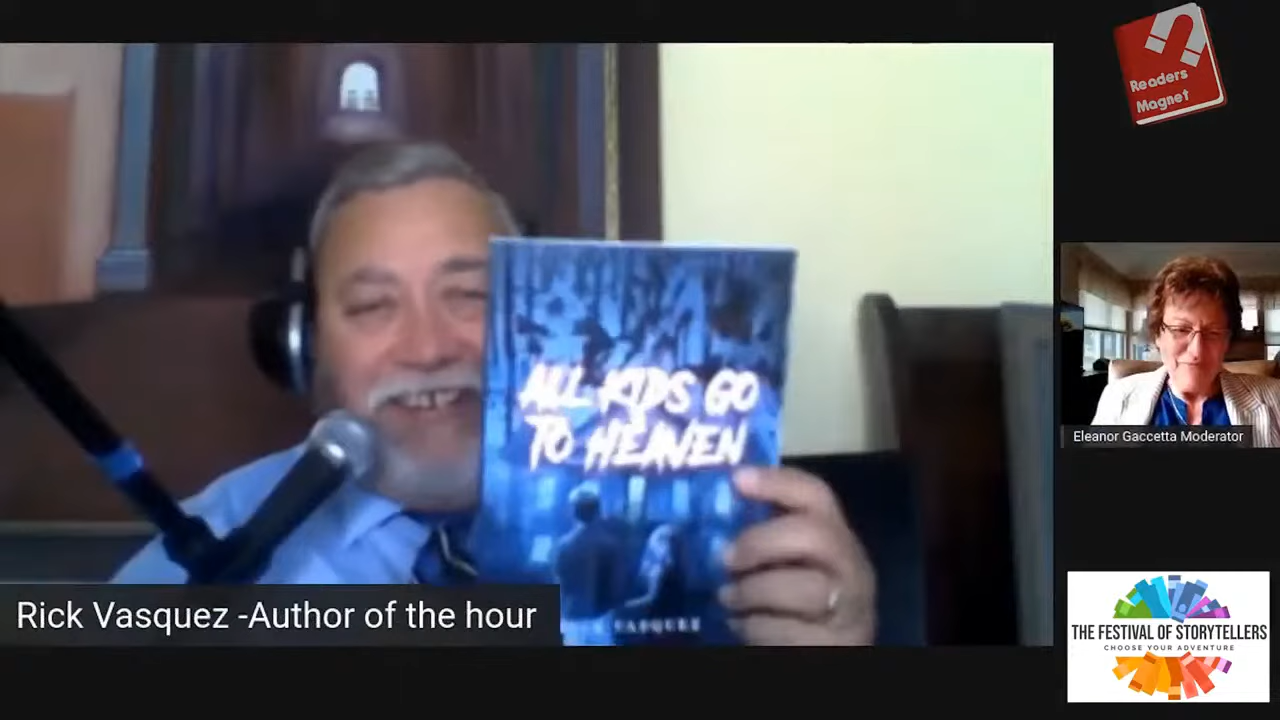 Readers
Magnet
ALL KIDS GO
TO HEAVEN
VASQUEZ
Rick Vasquez -Author of the hour
Eleanor Gaccetta Moderator
THE FESTIVAL OF STORYTELLERS
CHOOSE YOUR ADVENTURE